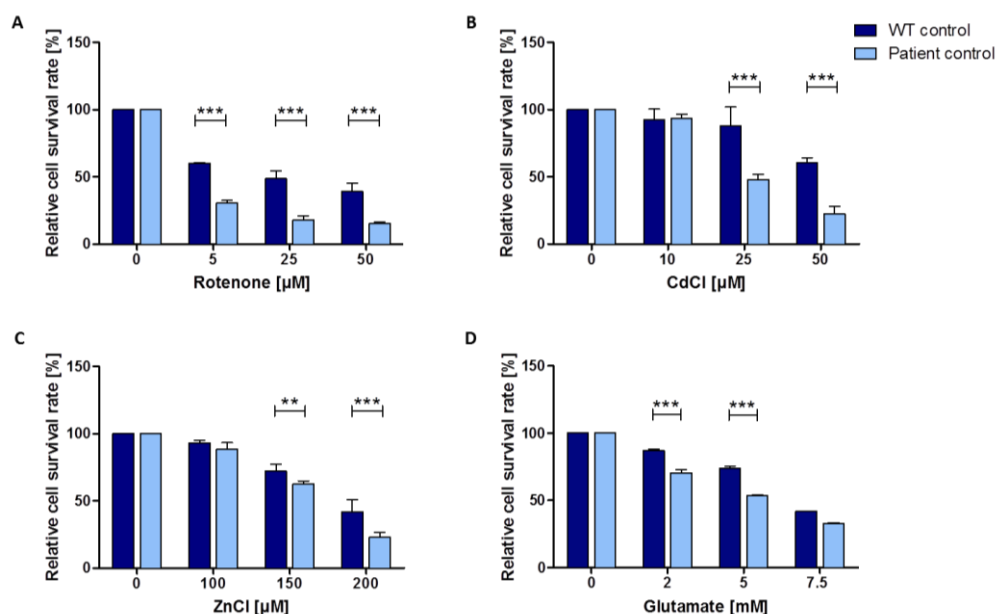 A
Relative cell survival rate [%]
150
100
50
0
*** *** ***
0 5 25 50
Rotenone [µM]
B
Relative cell survival rate [%]
150
100
50
0
*** ***
0 10 25 50
CdCl [µM]
WT control
Patient control
C
Relative cell survival rate [%]
150
100
50
0
** ***
0 100 150 200
ZnCl [µM]
D
Relative cell survival rate [%]
150
100
50
0
*** ***
0 2 5 7.5
Glutamate [mM]